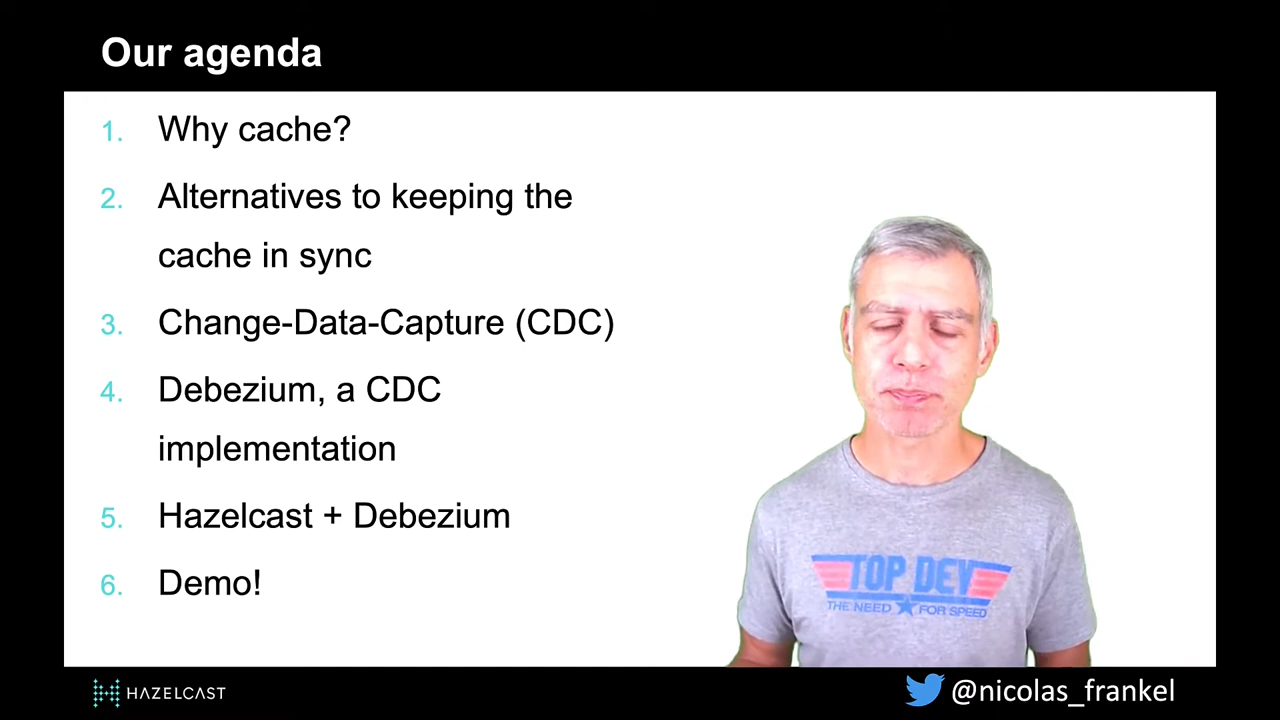 Our agenda
1. Why cache?
2. Alternatives to keeping the
cache in sync
3. Change-Data-Capture (CDC)
4. Debezium, a CDC
implementation
5. Hazelcast + Debezium
6. Demo!
TOP DEV
THE NEED FOR SPEED
HAZELCAST
@nicolas_frankel